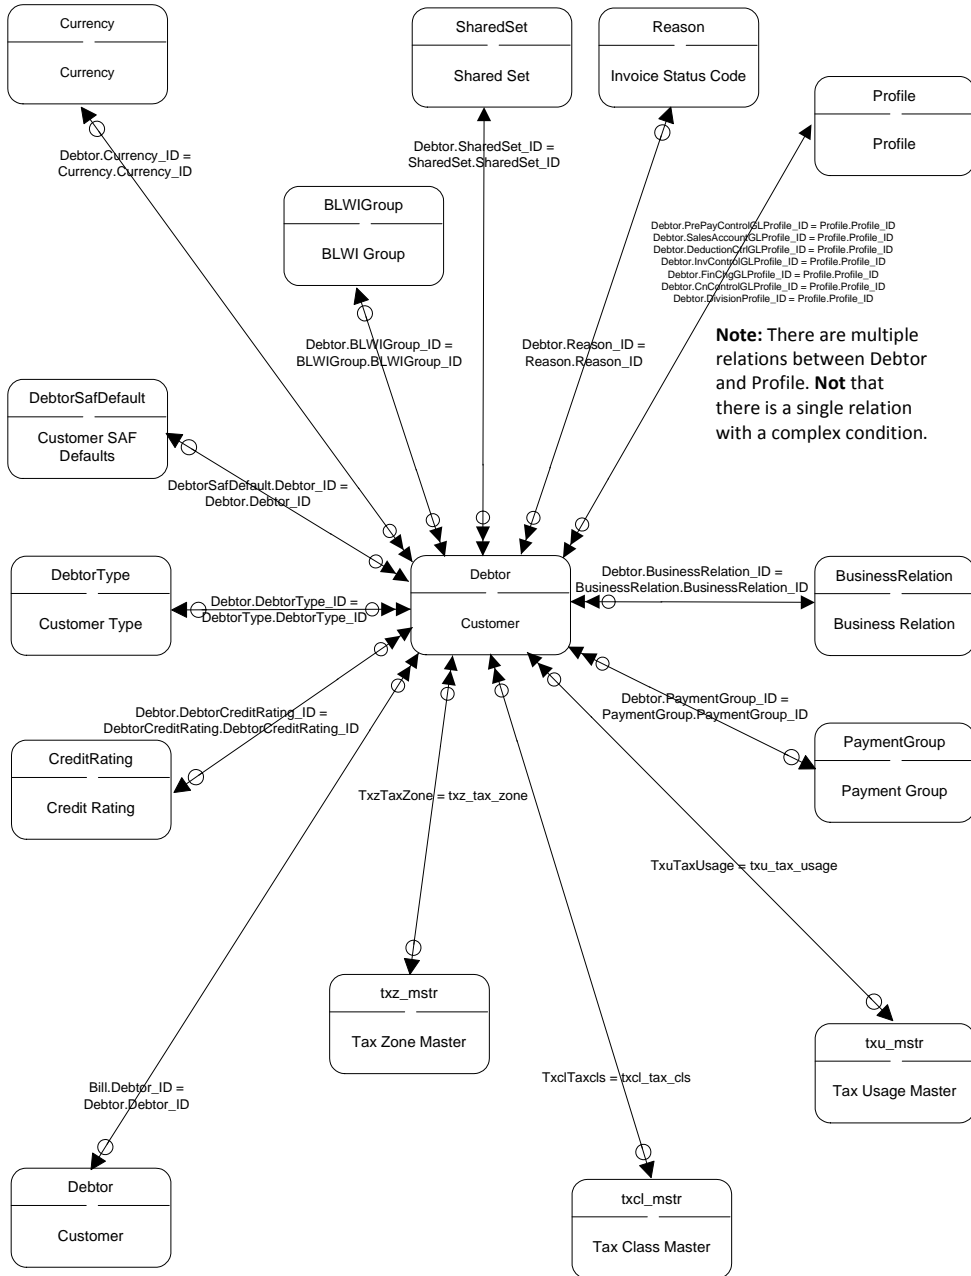 Currency
Currency
SharedSet
Shared Set
Reason
Invoice Status Code
Profile
Profile
Debtor.Currency_ID =
Currency.Currency_ID
Debtor.SharedSet_ID =
SharedSet.SharedSet_ID
BLWIGroup
BLWI Group
Debtor.PrePayControlGLProfile_ID = Profile.Profile_ID
Debtor.SalesAccountGLProfile_ID = Profile.Profile_ID
Debtor.DeductionCtrlGLProfile_ID = Profile.Profile_ID
Debtor.InvControlGLProfile_ID = Profile.Profile_ID
Debtor.FinChgGLProfile_ID = Profile.Profile_ID
Debtor.CnControlGLProfile_ID = Profile.Profile_ID
Debtor.DivisionProfile_ID = Profile.Profile_ID
Debtor.BLWIGroup_ID =
BLWIGroup.BLWIGroup_ID
Debtor.Reason_ID =
Reason.Reason_ID
Note: There are multiple
relations between Debtor
and Profile. Not that
there is a single relation
with a complex condition.
DebtorSafDefault
Customer SAF
Defaults
DebtorSafDefault.Debtor_ID =
Debtor.Debtor_ID
DebtorType
Customer Type
Debtor.DebtorType_ID =
DebtorType.DebtorType_ID
Debtor
Customer
Debtor.BusinessRelation_ID =
BusinessRelation.BusinessRelation_ID
BusinessRelation
Business Relation
Debtor.DebtorCreditRating_ID =
DebtorCreditRating.DebtorCreditRating_ID
Debtor.PaymentGroup_ID =
PaymentGroup.PaymentGroup_ID
CreditRating
Credit Rating
PaymentGroup
Payment Group
TxzTaxZone = txz_tax_zone
TxuTaxUsage = txu_tax_usage
txz_mstr
Tax Zone Master
txu_mstr
Tax Usage Master
TxclTaxcls = txcl_tax_cls
Bill.Debtor_ID =
Debtor.Debtor_ID
Debtor
Customer
txcl_mstr
Tax Class Master